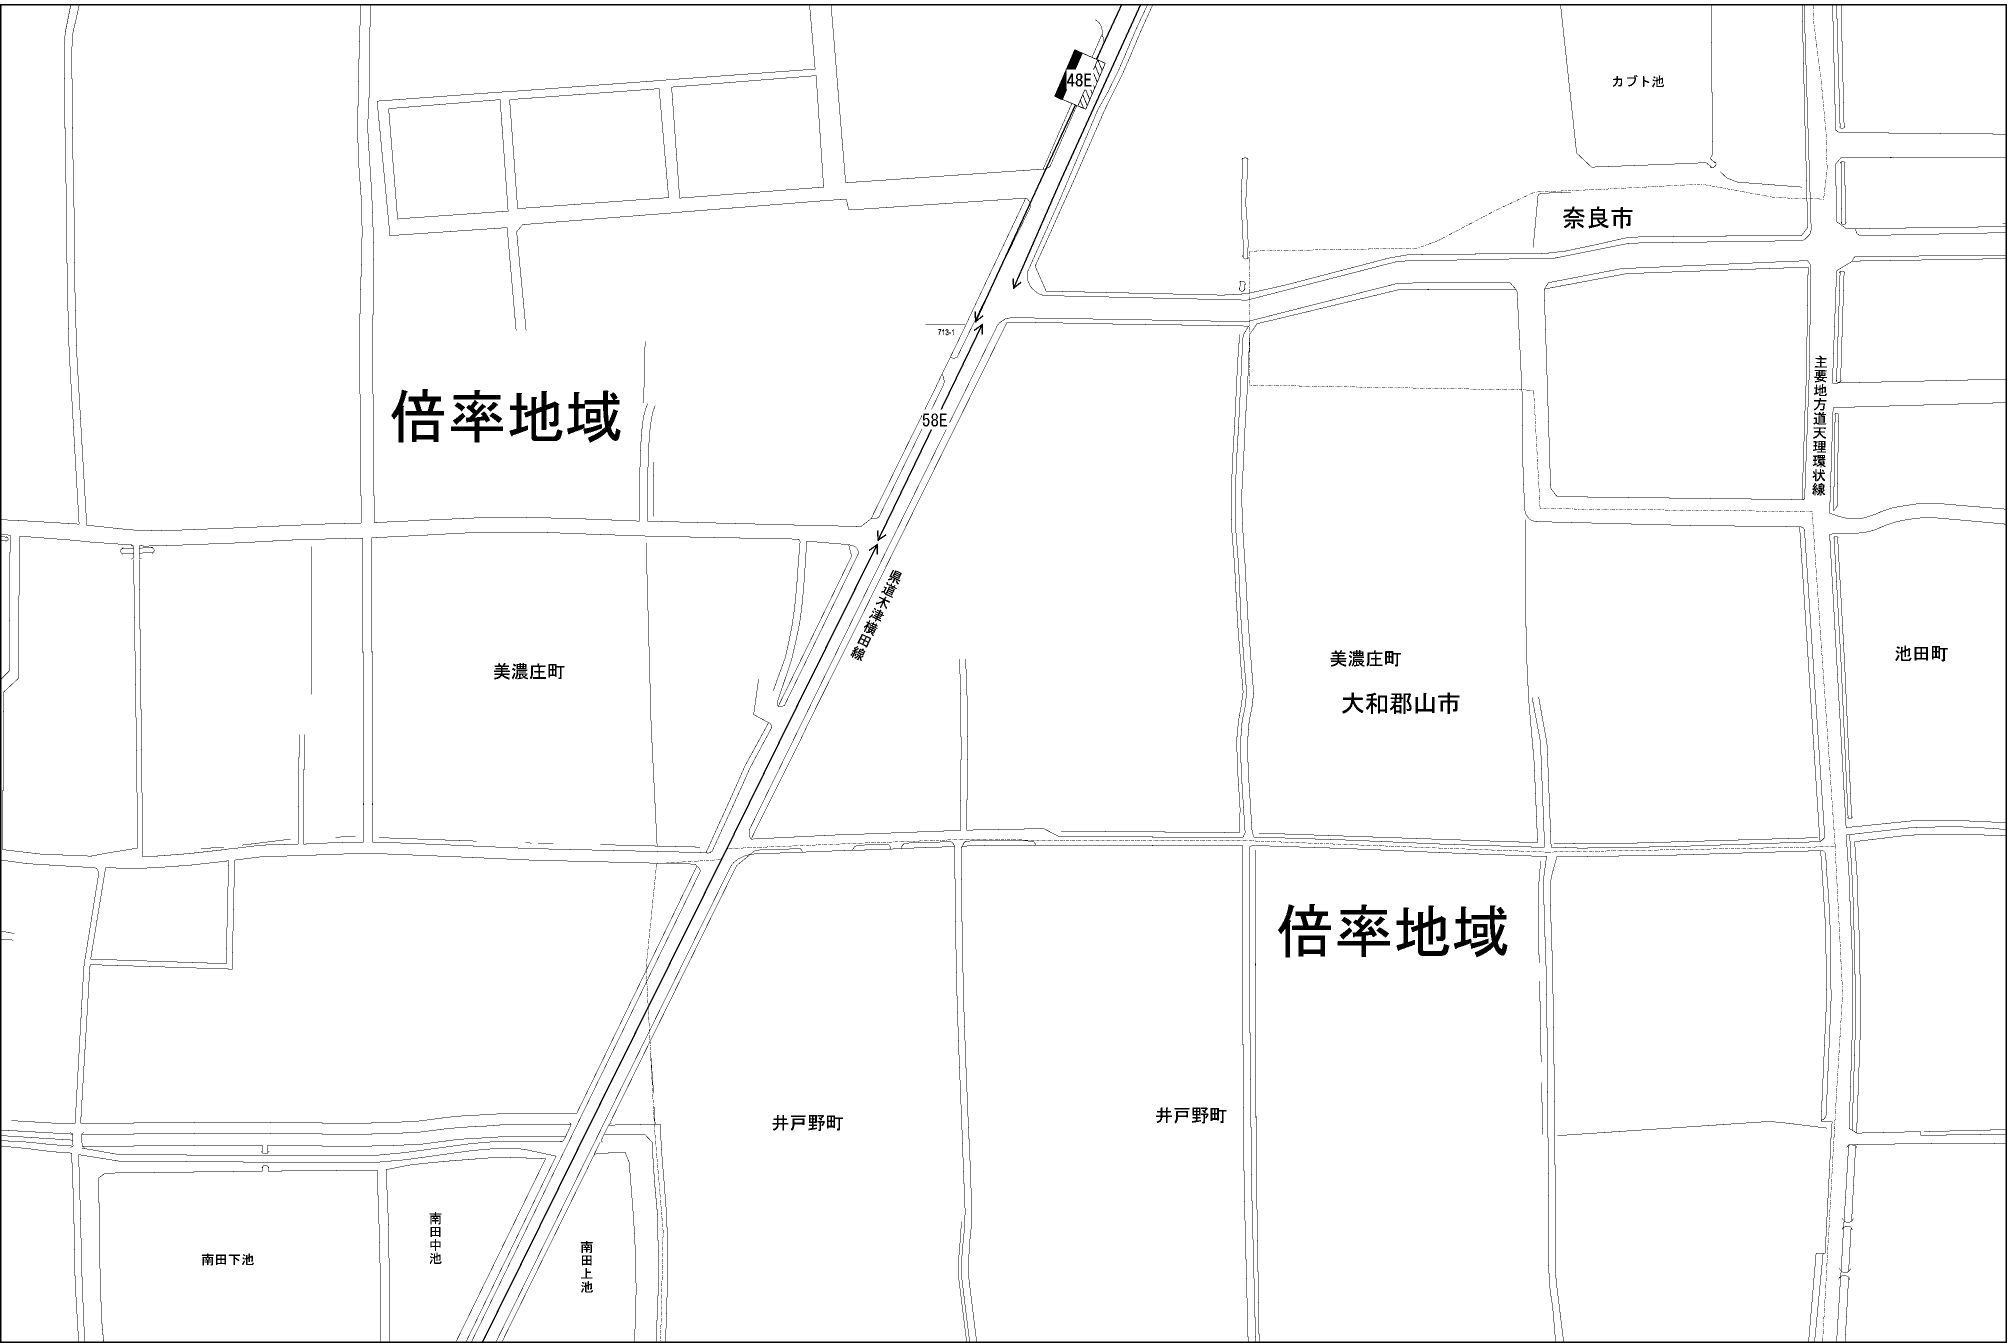 48E
カブト池
奈良市
713-1
倍率地域
58E
主要地方道天理環状線
県道木津横田線
美濃庄町
美濃庄町
池田町
大和郡山市
倍率地域
井戸野町
井戸野町
南田下池
南田中池
南田上池